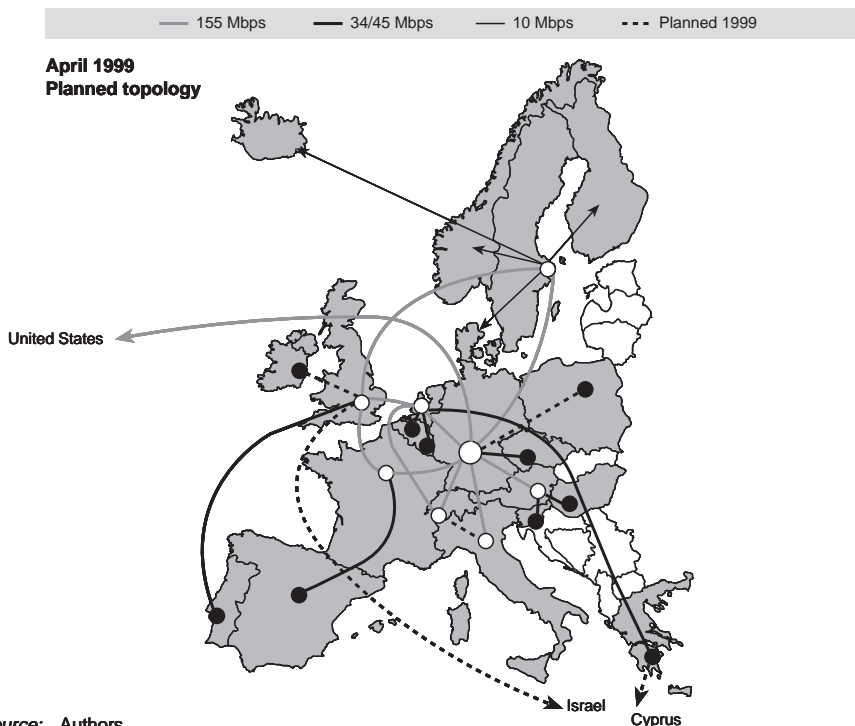 155 Mbps 34/45 Mbps 10 Mbps Planned 1999
April 1999
Planned topology
United States
Israel
Cyprus
urce: Authors